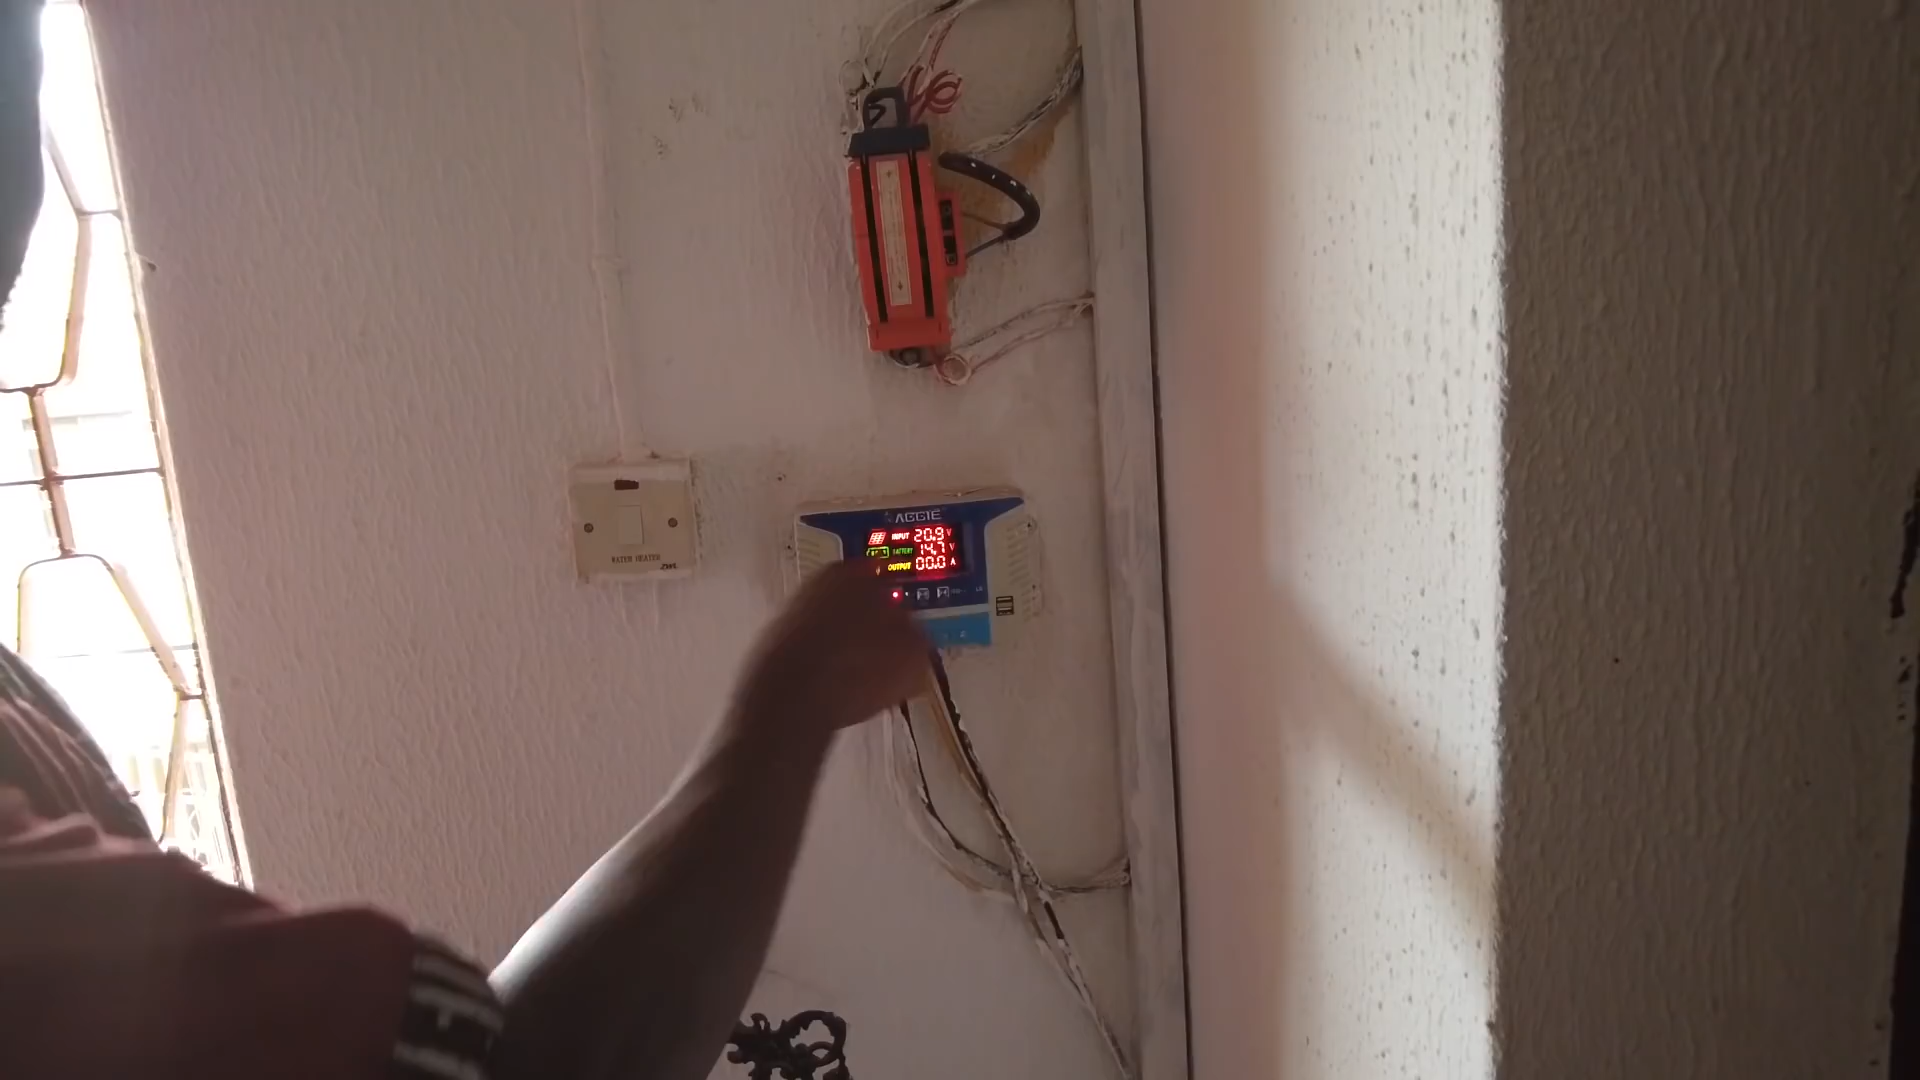 AGGIE
INPUT 20.9 V
BATTERY 14.7 V
OUTPUT 00.0 A
WATER HEATER